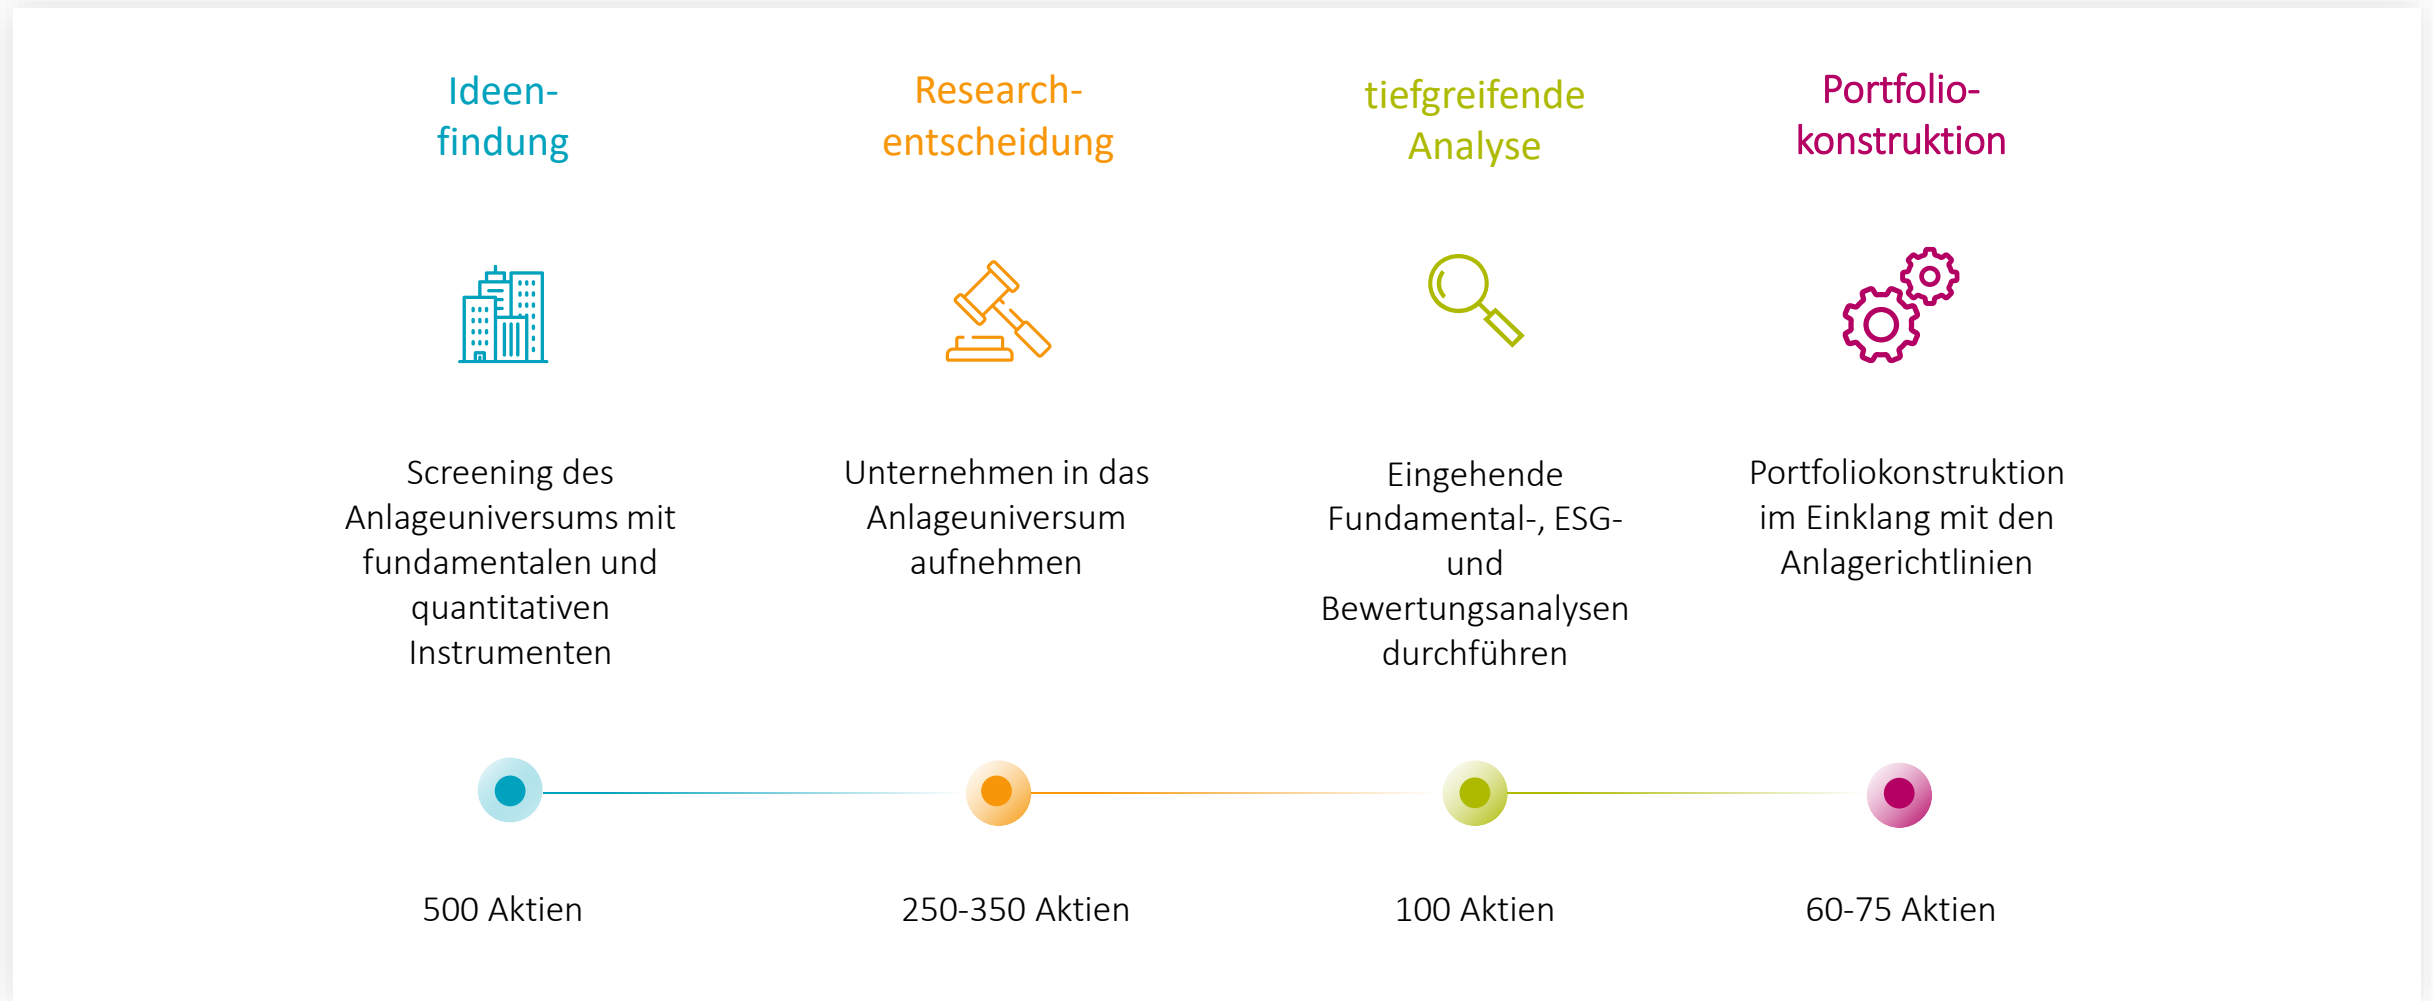 Ideen-
findung
Research-
entscheidung
tiefgreifende
Analyse
Portfolio-
konstruktion
Screening des
Anlageuniversums mit
fundamentalen und
quantitativen
Instrumenten
Unternehmen in das
Anlageuniversum
aufnehmen
Eingehende
Fundamental-, ESG-
und
Bewertungsanalysen
durchführen
Portfoliokonstruktion
im Einklang mit den
Anlagerichtlinien
500 Aktien
250-350 Aktien
100 Aktien
60-75 Aktien